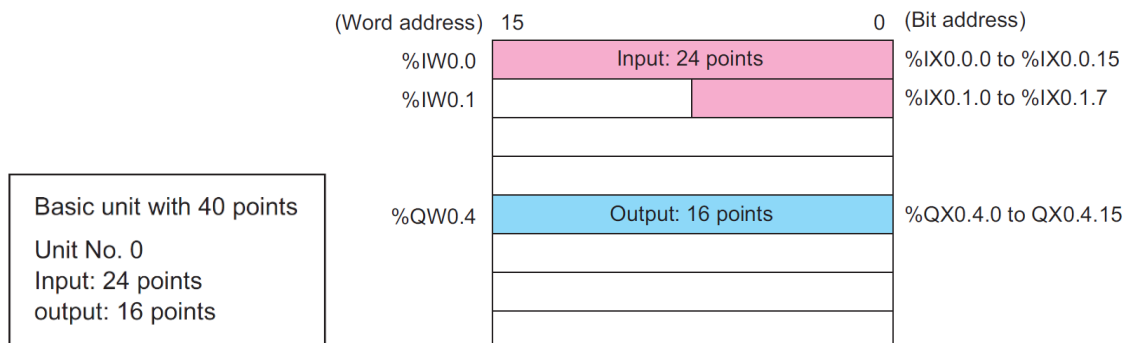 (Word address) 15 0 (Bit address)
%IW0.0 Input: 24 points %IX0.0.0 to %IX0.0.15
%IW0.1 %IX0.1.0 to %IX0.1.7
%QW0.4 Output: 16 points %QX0.4.0 to QX0.4.15
Basic unit with 40 points
Unit No. 0
Input: 24 points
output: 16 points